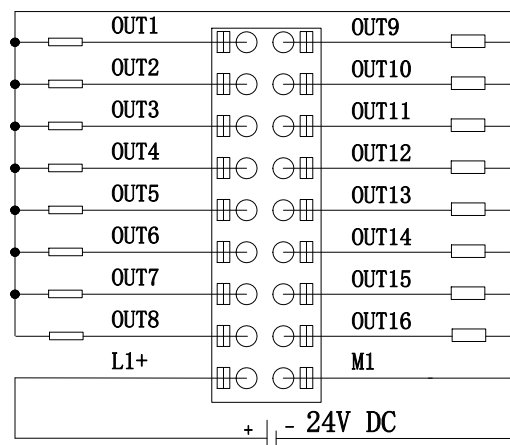 OUT1 OUT9
OUT2 OUT10
OUT3 OUT11
OUT4 OUT12
OUT5 OUT13
OUT6 OUT14
OUT7 OUT15
OUT8 OUT16
L1+ M1
+ - 24V DC